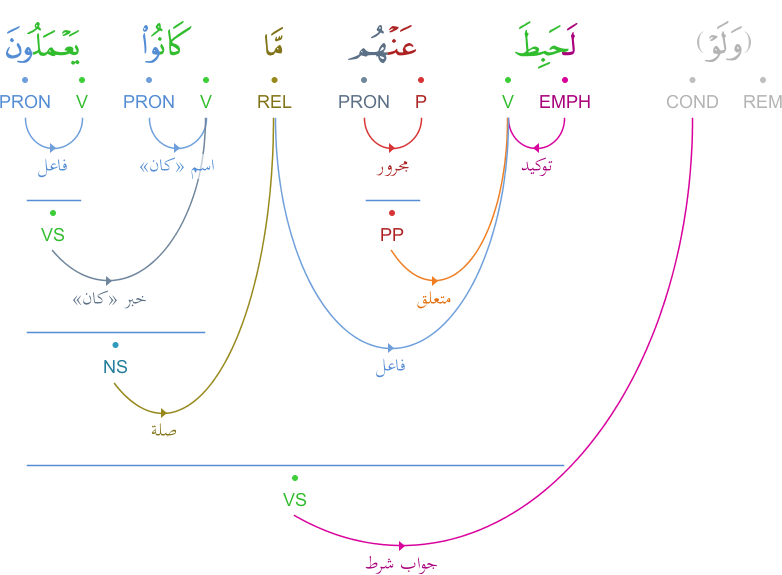 (وَلَوْ) لَحَبِطَ عَنْهُم مَّا كَانُوا۟ يَعْمَلُونَ
PRON V PRON V REL PRON P V EMPH COND REM
فاعل اسم «كان» مجرور توكيد
VS PP
خبر «كان» متعلق
NS فاعل
صلة
VS
جواب شرط